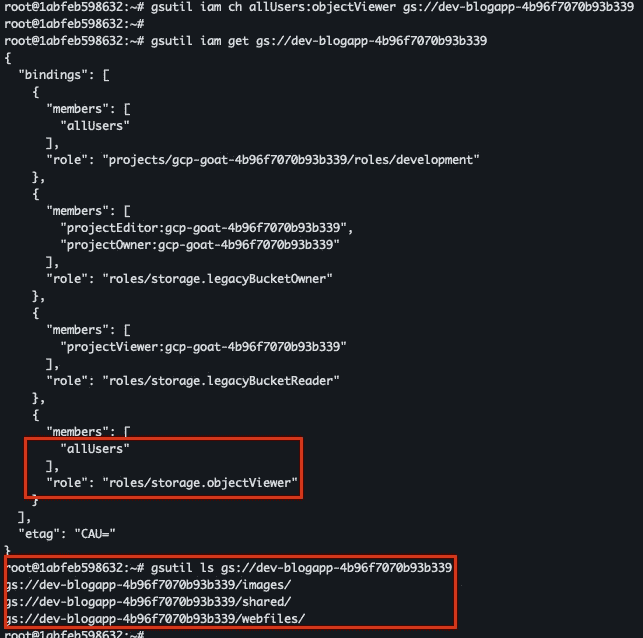 root@1abfeb598632:~# gsutil iam ch allUsers:objectViewer gs://dev-blogapp-4b96f7070b93b339
root@1abfeb598632:~#
root@1abfeb598632:~# gsutil iam get gs://dev-blogapp-4b96f7070b93b339
{
  "bindings": [
    {
      "members": [
        "allUsers"
      ],
      "role": "projects/gcp-goat-4b96f7070b93b339/roles/development"
    },
    {
      "members": [
        "projectEditor:gcp-goat-4b96f7070b93b339",
        "projectOwner:gcp-goat-4b96f7070b93b339"
      ],
      "role": "roles/storage.legacyBucketOwner"
    },
    {
      "members": [
        "projectViewer:gcp-goat-4b96f7070b93b339"
      ],
      "role": "roles/storage.legacyBucketReader"
    },
    {
      "members": [
        "allUsers"
      ],
      "role": "roles/storage.objectViewer"
    }
  ],
  "etag": "CAU="
}
root@1abfeb598632:~# gsutil ls gs://dev-blogapp-4b96f7070b93b339
gs://dev-blogapp-4b96f7070b93b339/images/
gs://dev-blogapp-4b96f7070b93b339/shared/
gs://dev-blogapp-4b96f7070b93b339/webfiles/
root@1abfeb598632:~#